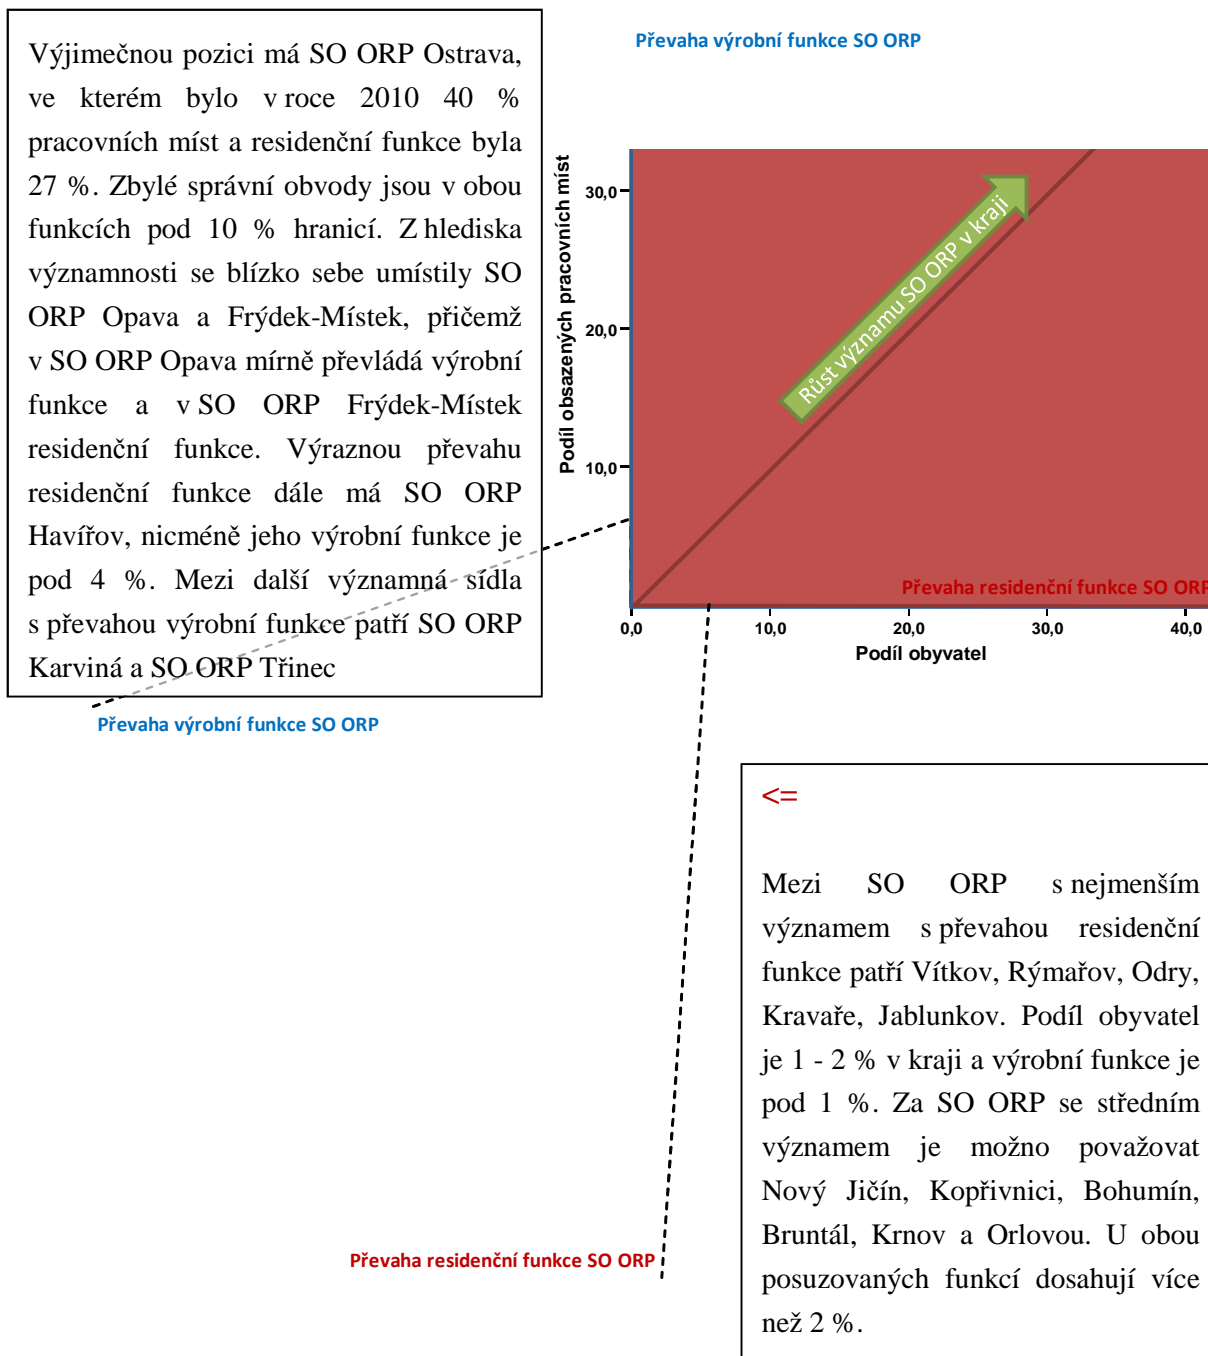 Výjimečnou pozici má SO ORP Ostrava,
ve kterém bylo v roce 2010 40 %
pracovních míst a residenční funkce byla
27 %. Zbylé správní obvody jsou v obou
funkcích pod 10 % hranicí. Z hlediska
významnosti se blízko sebe umístily SO
ORP Opava a Frýdek-Místek, přičemž
v SO ORP Opava mírně převládá výrobní
funkce a v SO ORP Frýdek-Místek
residenční funkce. Výraznou převahu
residenční funkce dále má SO ORP
Havířov, nicméně jeho výrobní funkce je
pod 4 %. Mezi další významná sídla
s převahou výrobní funkce patří SO ORP
Karviná a SO ORP Třinec
Převaha výrobní funkce SO ORP
Podíl obsazených pracovních míst
30,0
20,0
10,0
Růst významu SO ORP v kraji
Převaha residenční funkce SO ORP
0,0 10,0 20,0 30,0 40,0
Podíl obyvatel
Převaha výrobní funkce SO ORP
Převaha residenční funkce SO ORP
<=
Mezi SO ORP s nejmenším
významem s převahou residenční
funkce patří Vítkov, Rýmařov, Odry,
Kravaře, Jablunkov. Podíl obyvatel
je 1 - 2 % v kraji a výrobní funkce je
pod 1 %. Za SO ORP se středním
významem je možno považovat
Nový Jičín, Kopřivnici, Bohumín,
Bruntál, Krnov a Orlovou. U obou
posuzovaných funkcí dosahují více
než 2 %.